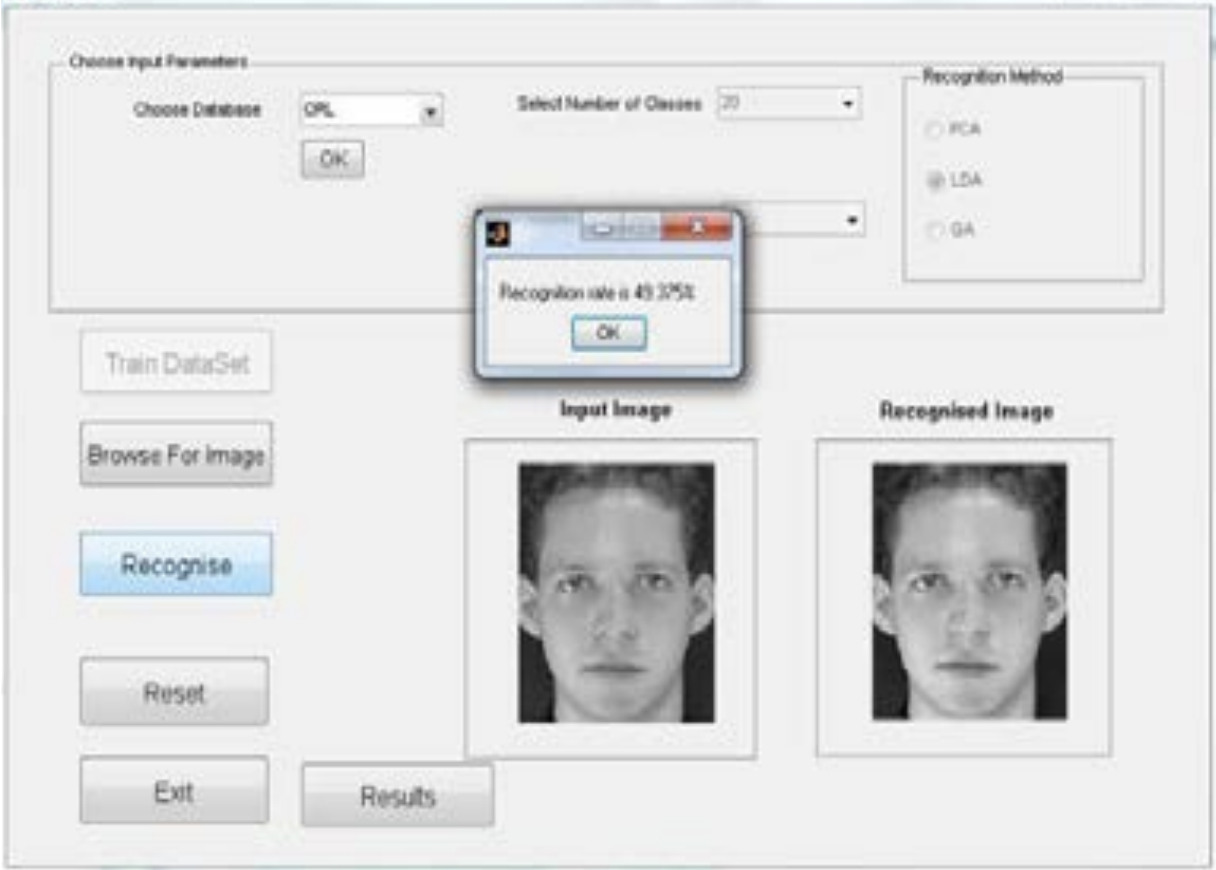 Choose Input Parameters
Choose Database
ORL
OK
Select Number of Classes
20
Recognition Method
PCA
LDA
GA
Recognition rate is 49.375%
OK
Train DataSet
Browse For Image
Recognise
Reset
Exit
Results
Input Image
Recognised Image